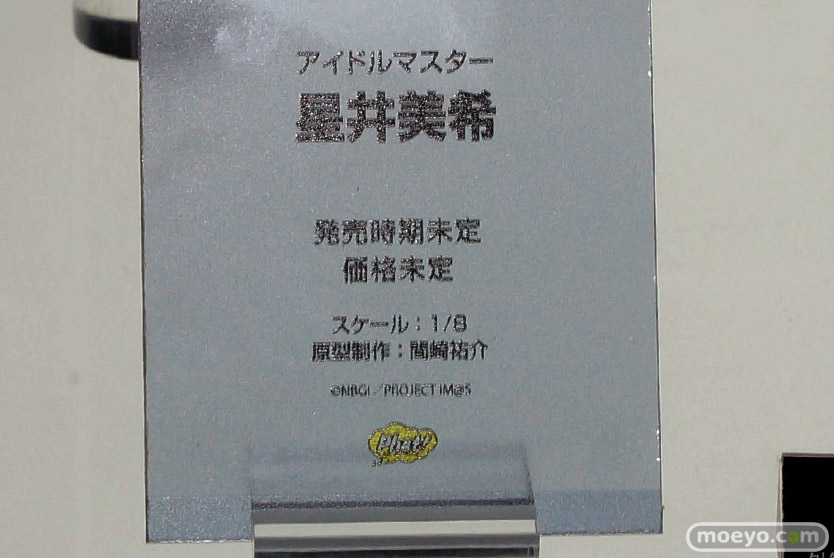 アイドルマスター
星井美希
発売時期未定
価格未定
スケール：1/8
原型制作：間崎祐介
©NBGI／PROJECT iM@S
Phat!
moeyo.com